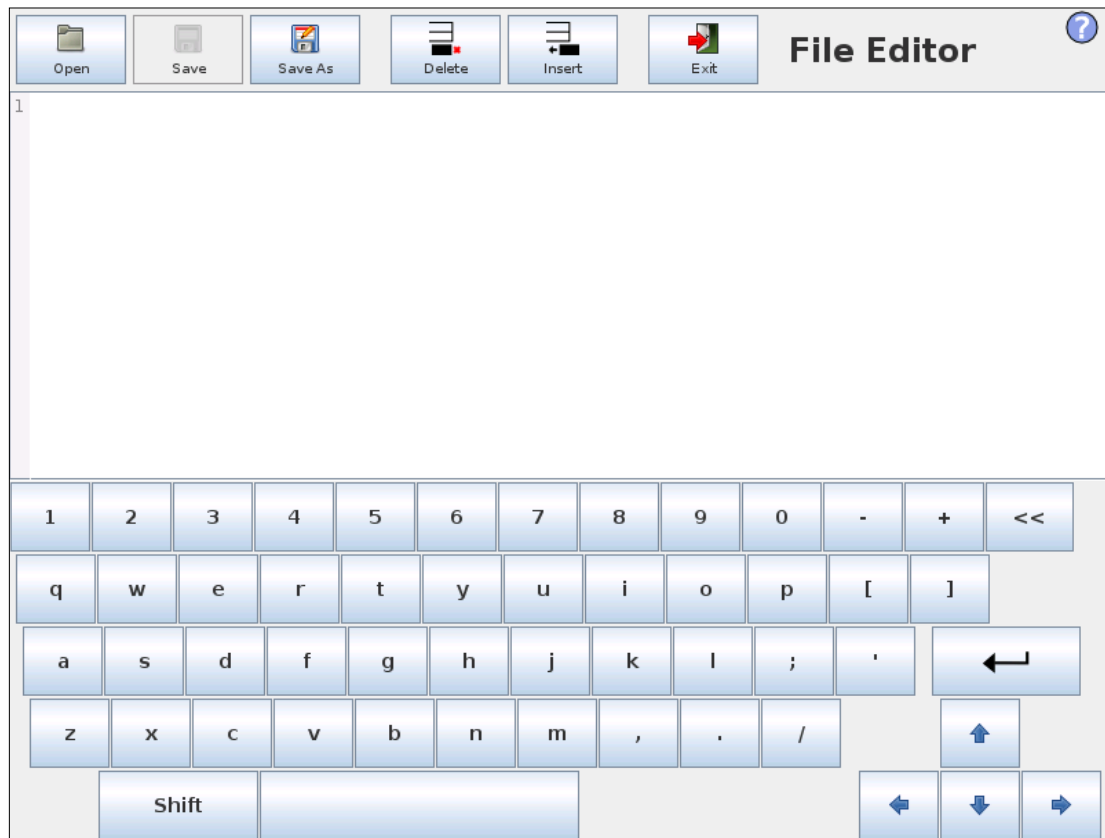 Open Save Save As Delete Insert Exit File Editor ?
1
1 2 3 4 5 6 7 8 9 0 - + <<
q w e r t y u i o p [ ]
a s d f g h j k l ; '
z x c v b n m , . /
Shift